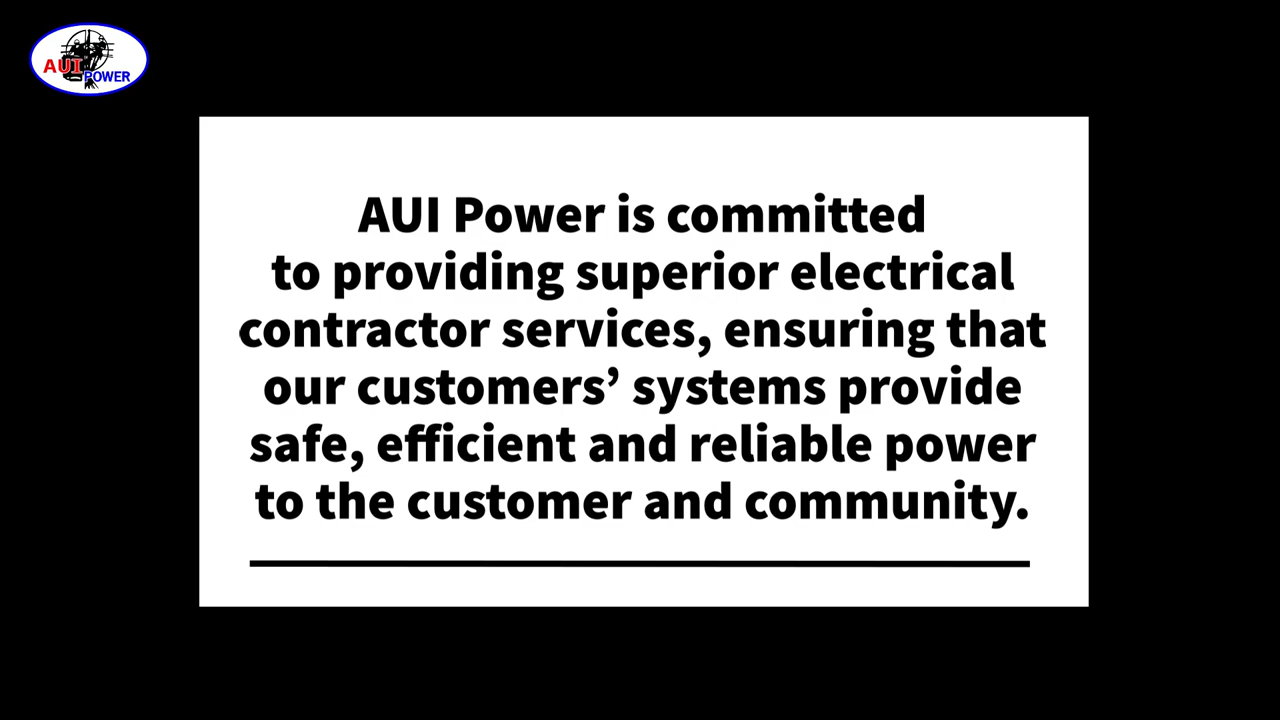 AUI
POWER
AUI Power is committed
to providing superior electrical
contractor services, ensuring that
our customers’ systems provide
safe, efficient and reliable power
to the customer and community.